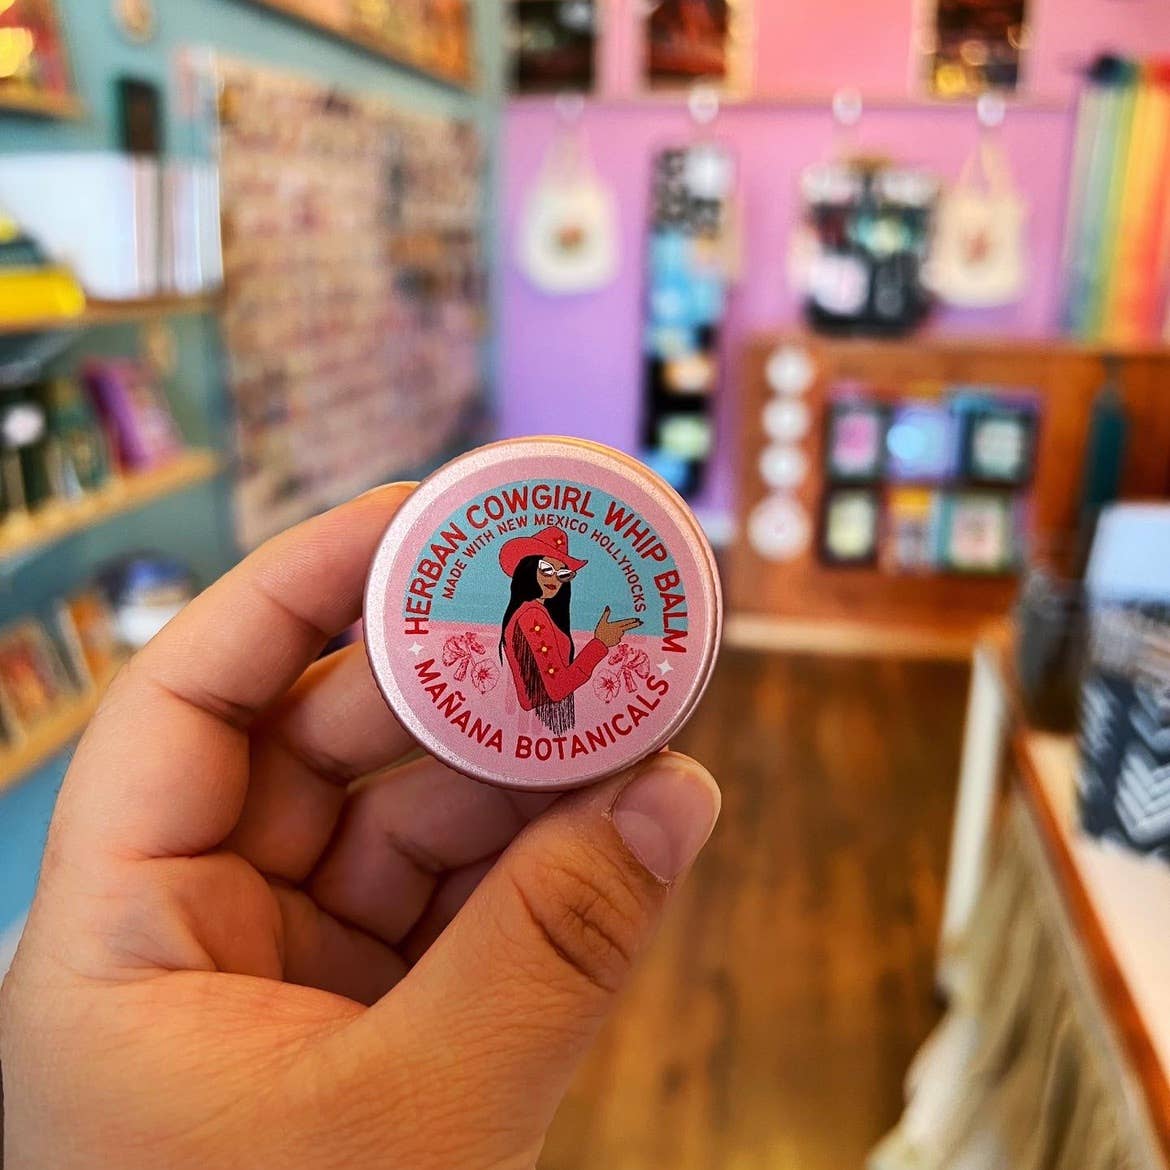 HERBAN COWGIRL WHIP BALM
MADE WITH NEW MEXICO HOLLYHOCKS
MAÑANA BOTANICALS